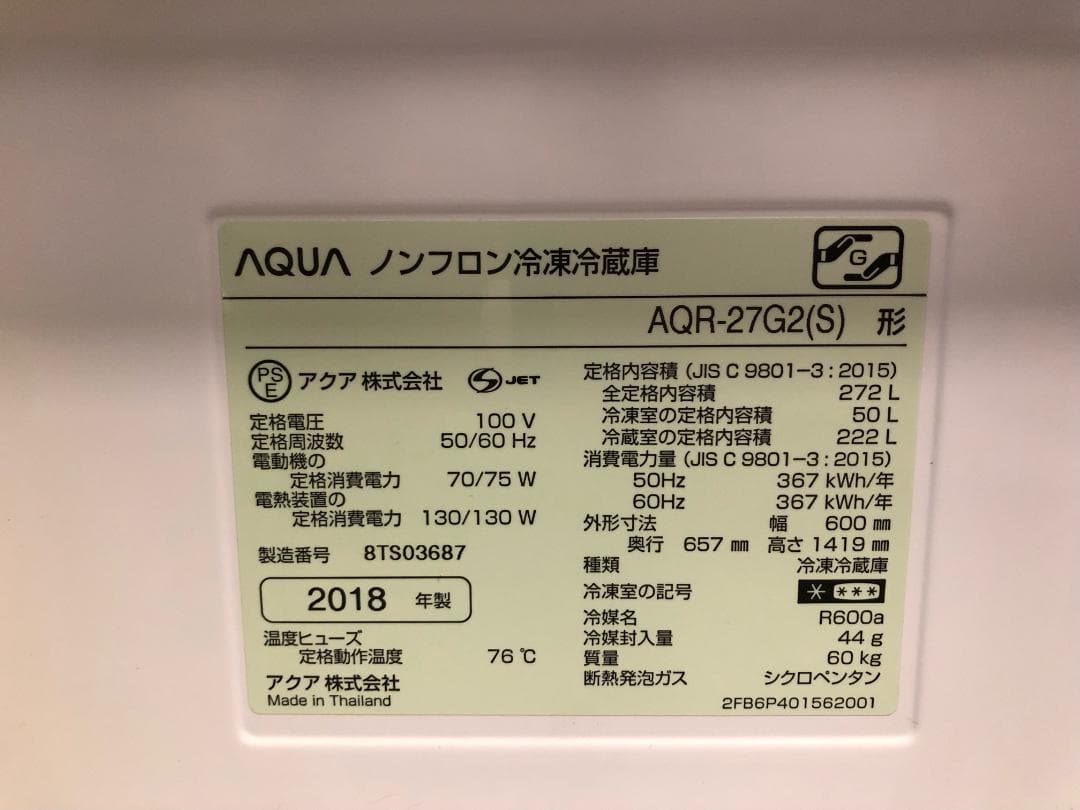 AQUA ノンフロン冷凍冷蔵庫
G
AQR-27G2(S) 形
PSE アクア 株式会社 S JET
定格電圧 100 V
定格周波数 50/60 Hz
電動機の
定格消費電力 70/75 W
電熱装置の
定格消費電力 130/130 W
製造番号 8TS03687
2018 年製
温度ヒューズ
定格動作温度 76 ℃
アクア 株式会社
Made in Thailand
定格内容積 (JIS C 9801-3 : 2015)
全定格内容積 272 L
冷凍室の定格内容積 50 L
冷蔵室の定格内容積 222 L
消費電力量 (JIS C 9801-3 : 2015)
50Hz 367 kWh/年
60Hz 367 kWh/年
外形寸法 幅 600 ㎜
奥行 657 ㎜ 高さ 1419 ㎜
種類 冷凍冷蔵庫
冷凍室の記号 * ***
冷媒名 R600a
冷媒封入量 44 g
質量 60 kg
断熱発泡ガス シクロペンタン
2FB6P401562001